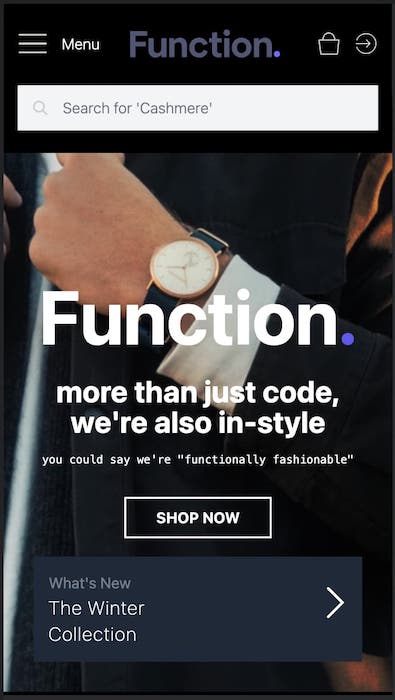 Menu
Function.
Search for 'Cashmere'
Function.
more than just code,
we're also in-style
you could say we're "functionally fashionable"
SHOP NOW
What's New
The Winter
Collection